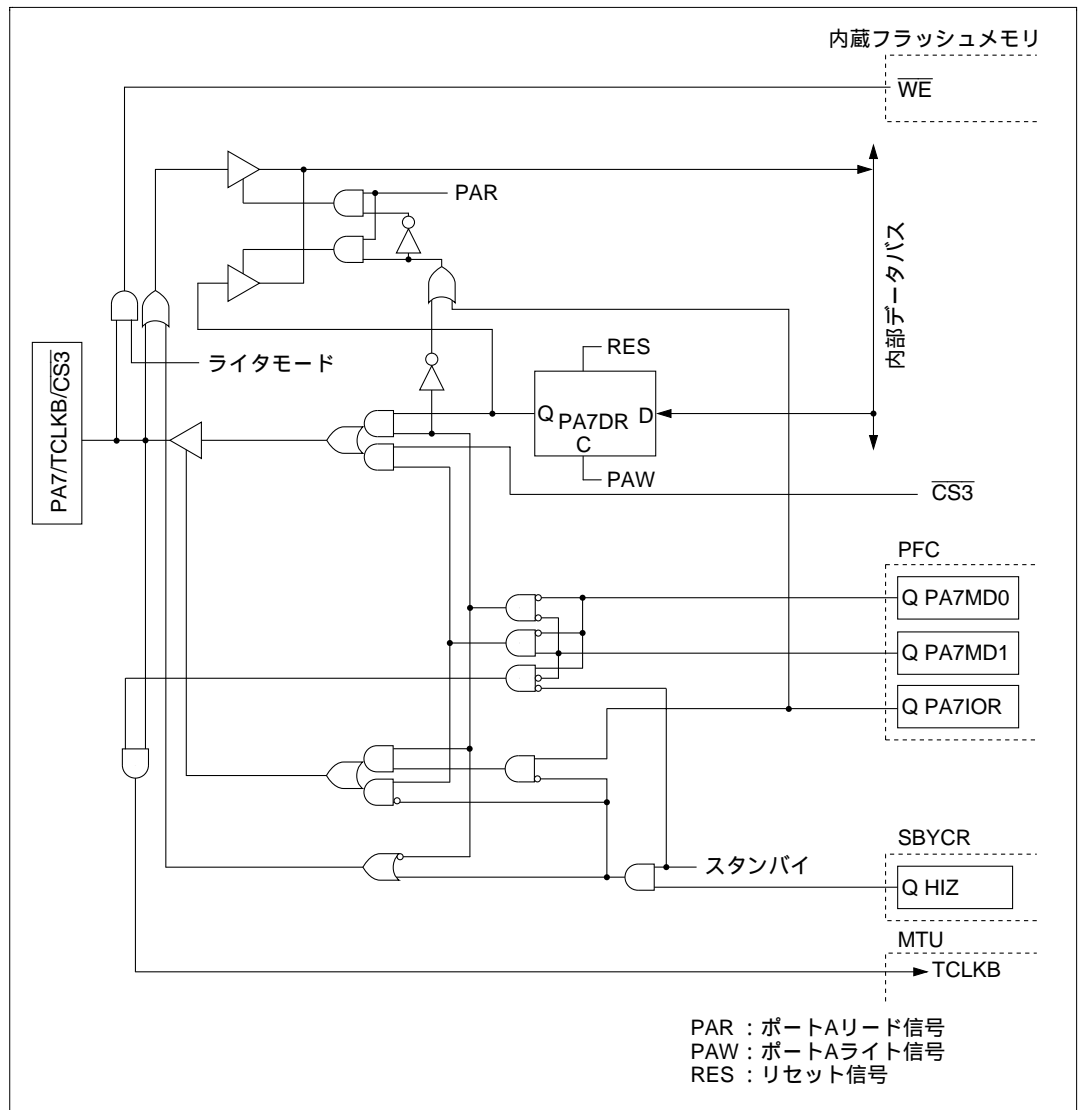 内蔵フラッシュメモリ
WE
PAR
内部データバス
ライタモード
RES
Q PA7DR D
C
PAW
PA7/TCLKB/CS3
CS3
PFC
Q PA7MD0
Q PA7MD1
Q PA7IOR
SBYCR
スタンバイ
Q HIZ
MTU
TCLKB
PAR : ポートAリード信号
PAW : ポートAライト信号
RES : リセット信号